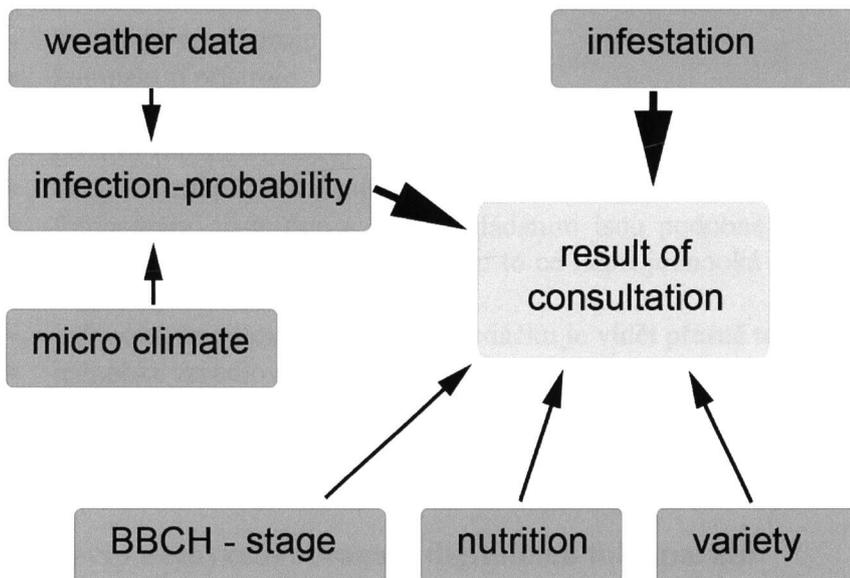 weather data
infestation
infection-probability
result of
consultation
micro climate
BBCH - stage
nutrition
variety